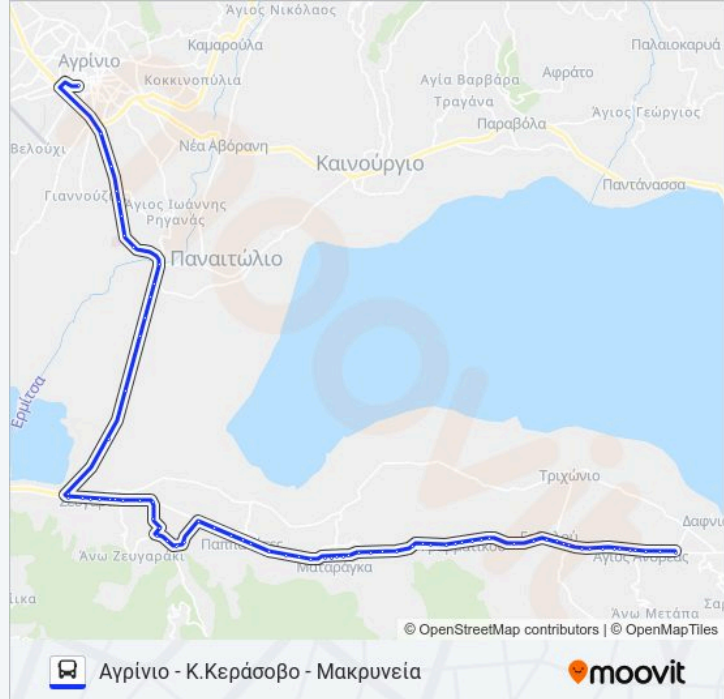 Άγιος Νικόλαος
Καμαρούλα
Παλαιοκαρυά
Αγρίνιο
Κοκκινοπύλια
Αγία Βαρβάρα
Αφράτο
Τραγάνα
Άγιος Γεώργιος
Παραβόλα
Βελούχι
Νέα Αβόρανη
Καινούργιο
Παντάνασσα
Άγιος Ιωάννης
Ρηγανάς
Παναιτώλιο
Ερμίτσα
Τριχώνιο
Άνω Ζευγαράκι
Ματαράγκα
Άγιος Ανδρέας
Άνω Μετάπα
© OpenStreetMap contributors | © OpenMapTiles
Αγρίνιο - Κ.Κεράσοβο - Μακρυνεία
moovit